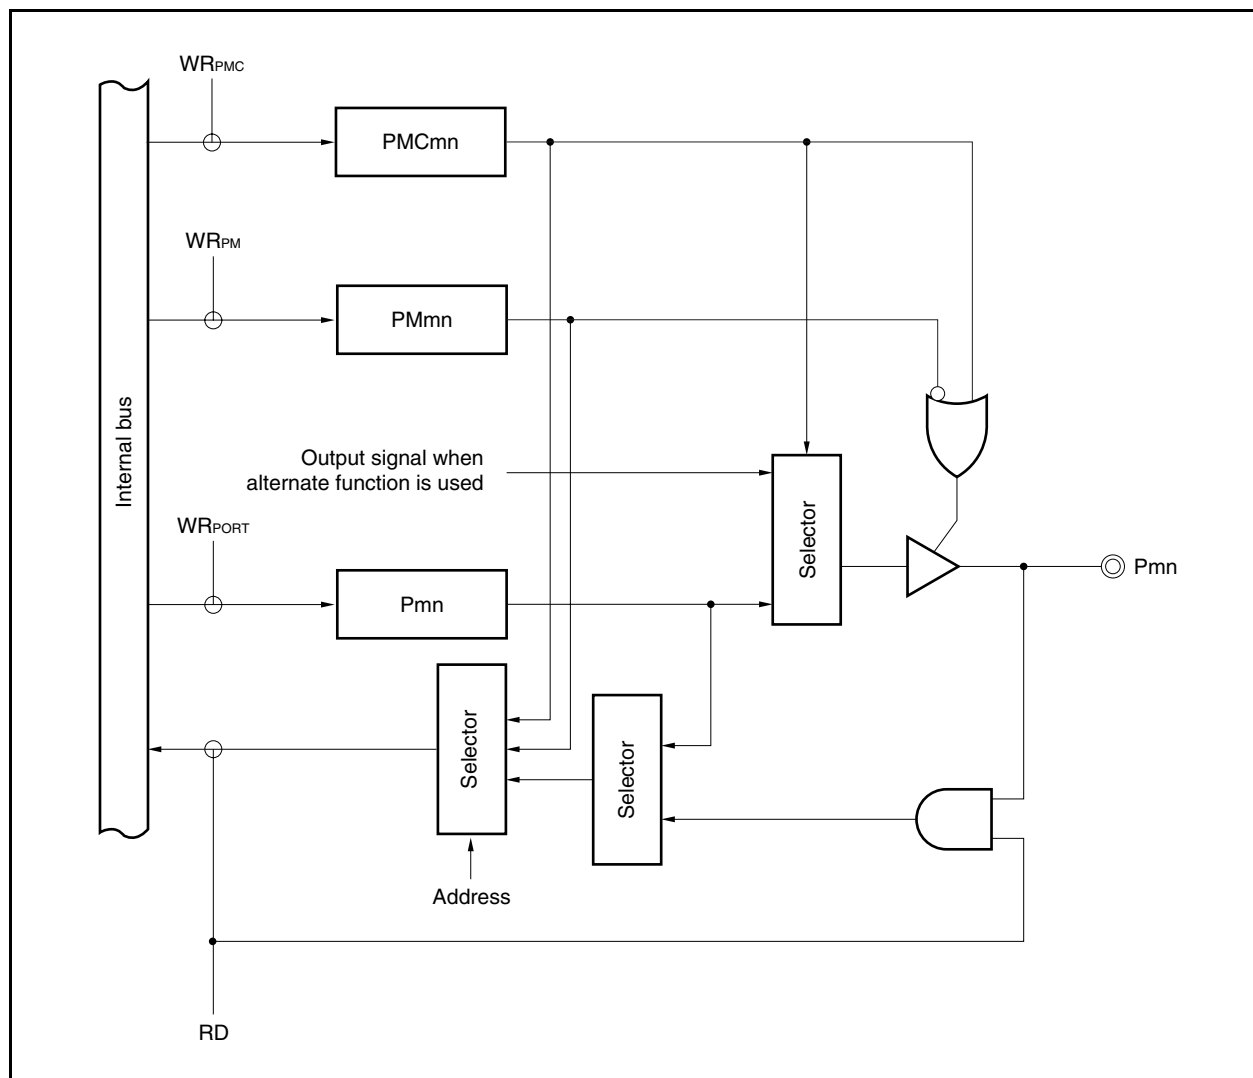 WRPMC
PMCmn
WRPM
PMmn
Internal bus
Output signal when
alternate function is used
Selector
WRPORT
Pmn
Pmn
Selector
Selector
Address
RD